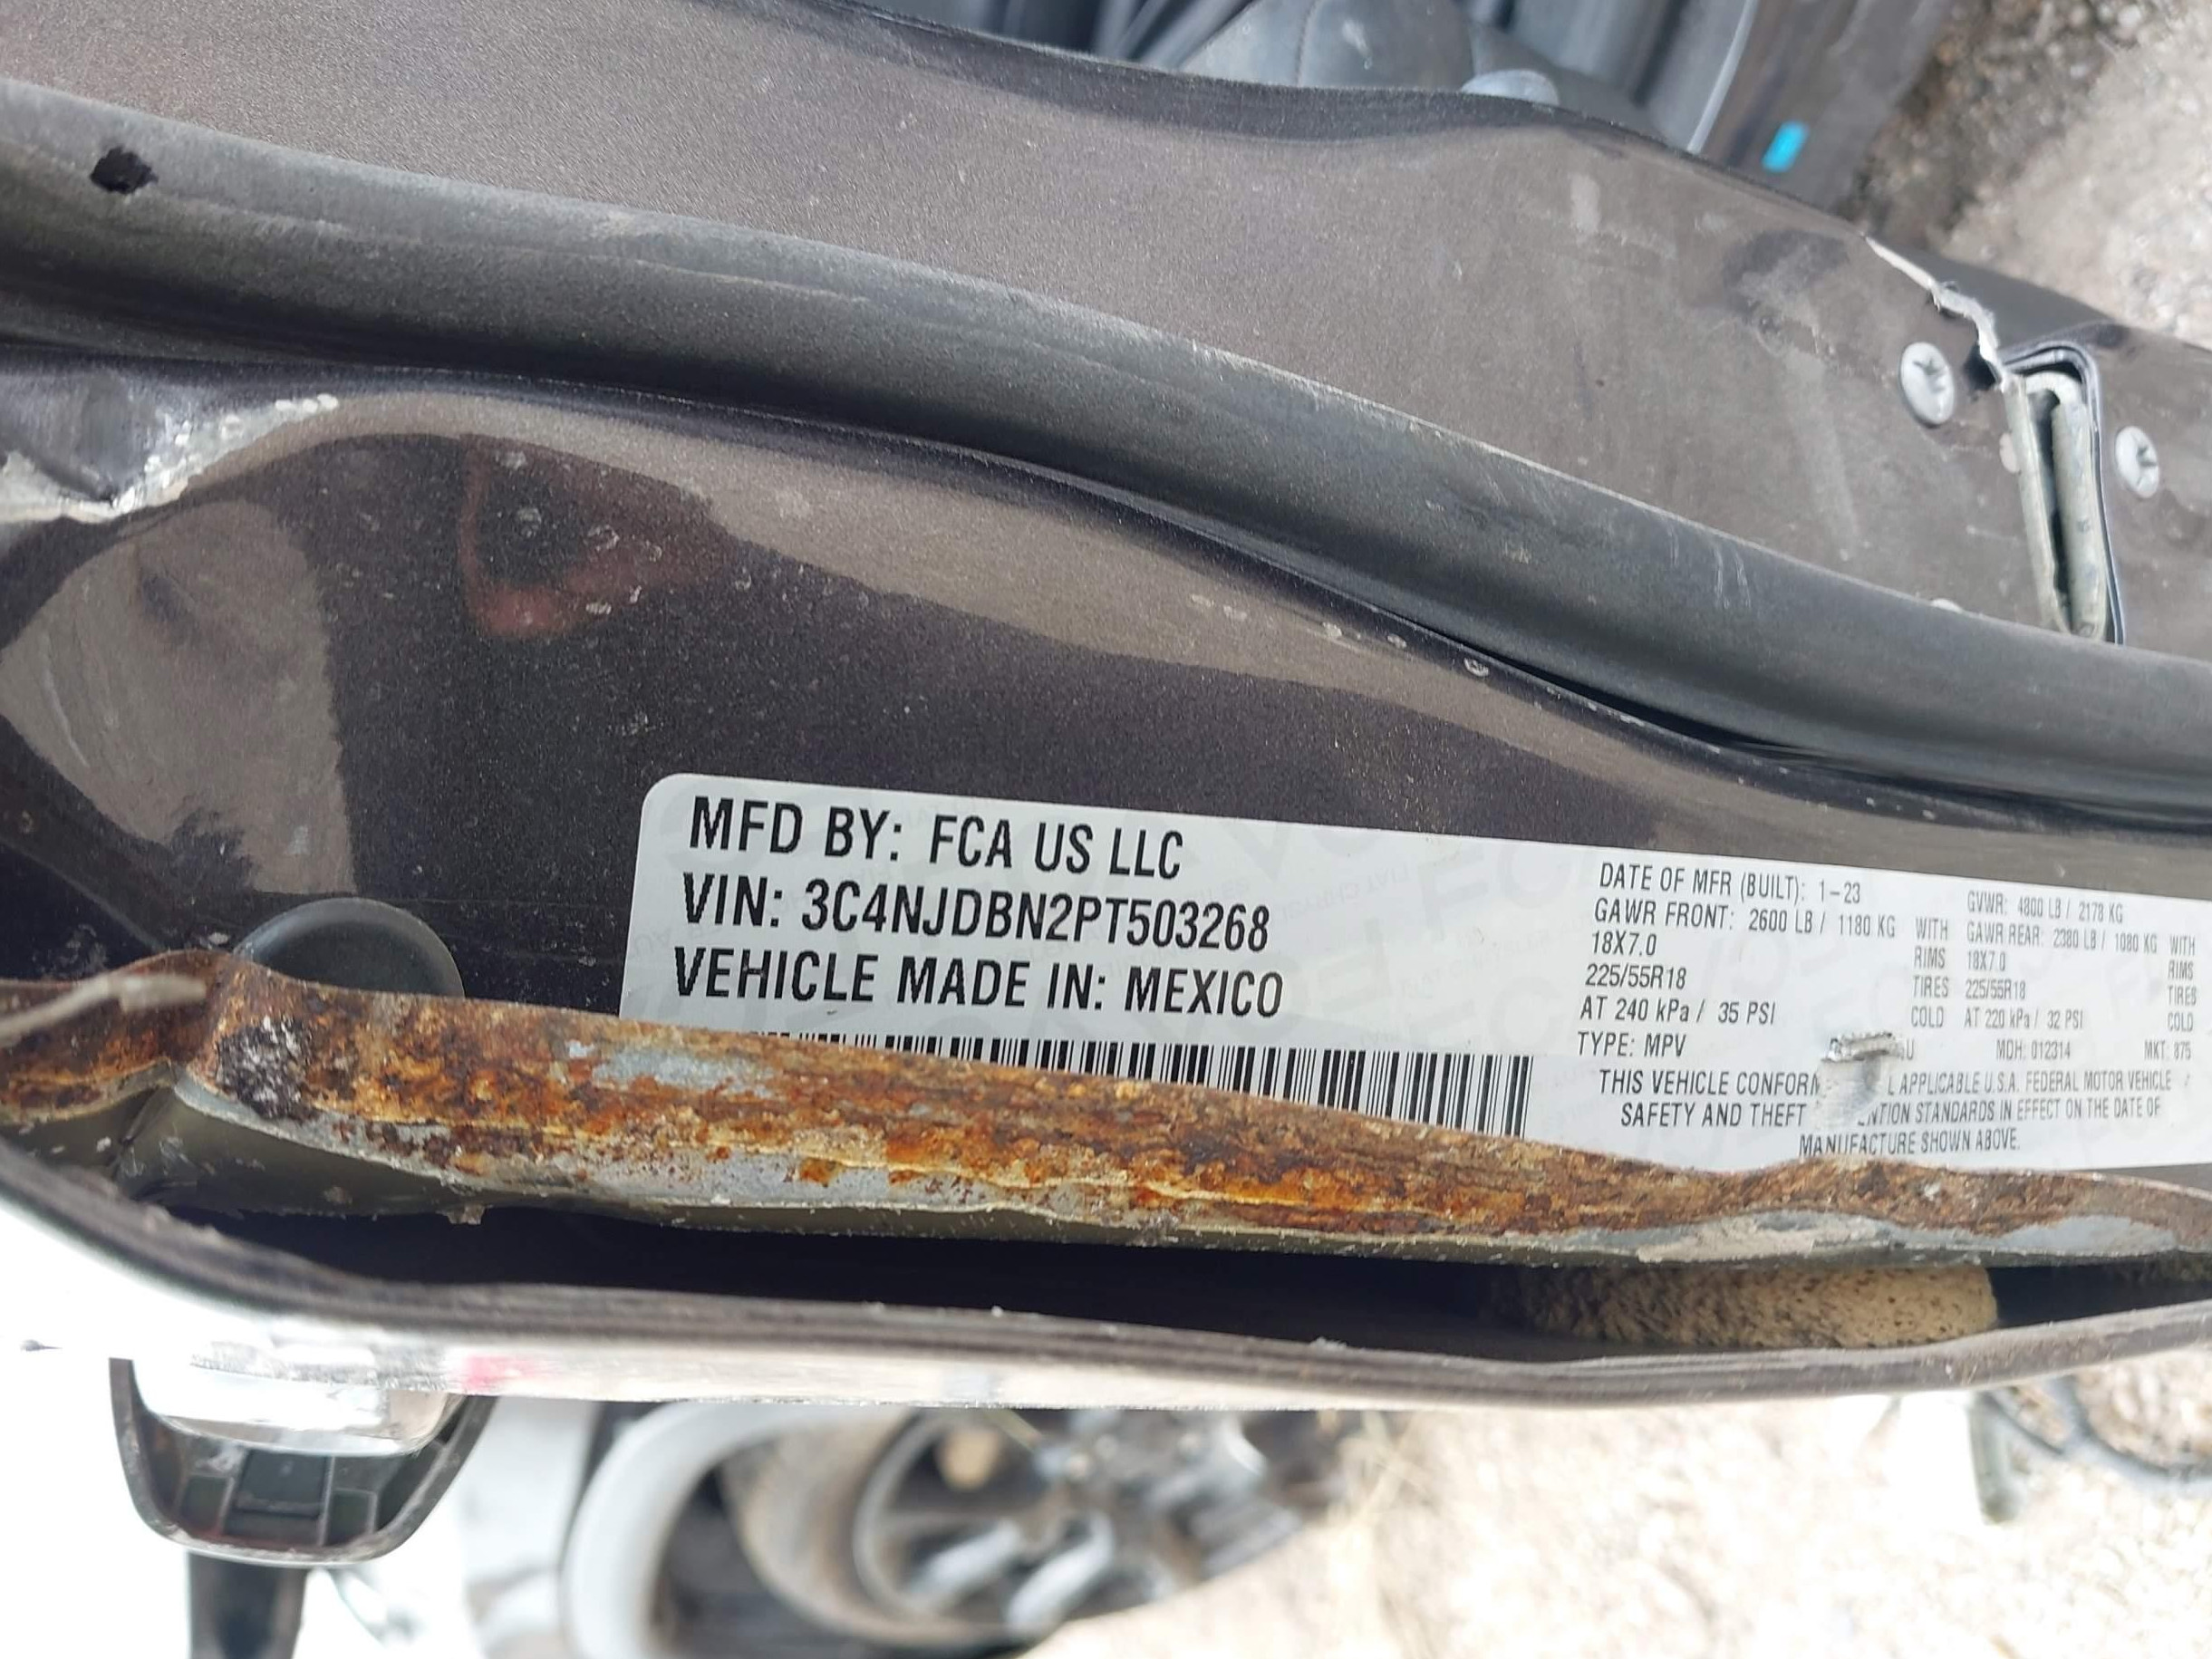 MFD BY: FCA US LLC
VIN: 3C4NJDBN2PT503268
VEHICLE MADE IN: MEXICO
DATE OF MFR (BUILT): 1-23 GVWR: 4800 LB / 2178 KG
GAWR FRONT: 2600 LB / 1180 KG WITH GAWR REAR: 2380 LB / 1080 KG WITH
18X7.0 RIMS 18X7.0 RIMS
225/55R18 TIRES 225/55R18 TIRES
AT 240 kPa / 35 PSI COLD AT 220 kPa / 32 PSI COLD
TYPE: MPV MDH: 012314 MKT: 875
THIS VEHICLE APPLICABLE U.S.A. FEDERAL MOTOR VEHICLE
SAFETY AND THEFT STANDARDS IN EFFECT ON THE DATE OF
MANUFACTURE SHOWN ABOVE.